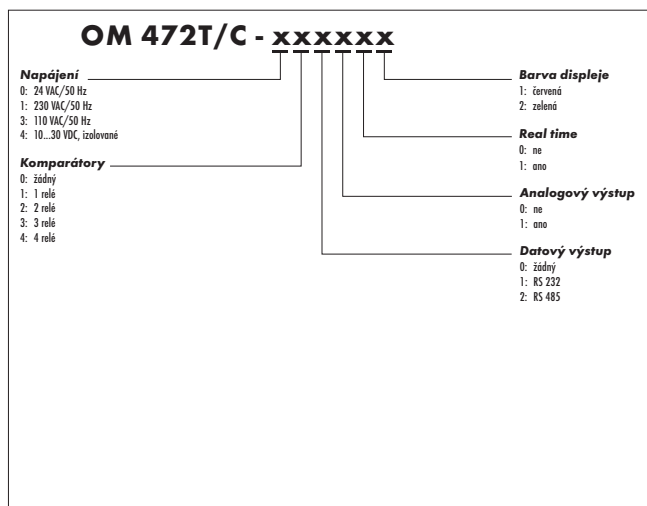 OM 472T/C - xxxxxx
Napájení
0: 24 VAC/50 Hz
1: 230 VAC/50 Hz
3: 110 VAC/50 Hz
4: 10...30 VDC, izolované
Komparátory
0: žádný
1: 1 relé
2: 2 relé
3: 3 relé
4: 4 relé
Barva displeje
1: červená
2: zelená
Real time
0: ne
1: ano
Analogový výstup
0: ne
1: ano
Datový výstup
0: žádný
1: RS 232
2: RS 485